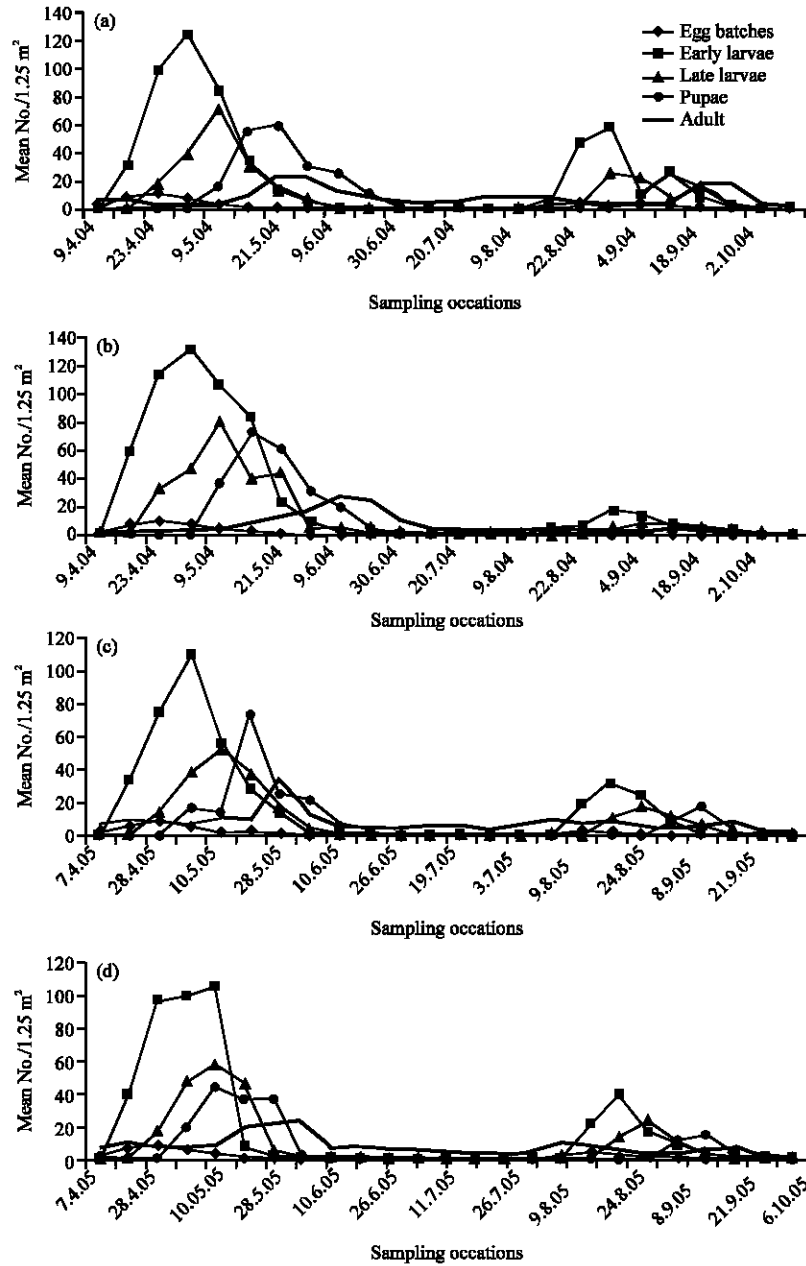 (a)
Egg batches
Early larvae
Late larvae
Pupae
Adult
Mean No./1.25 m²
140
120
100
80
60
40
20
0
9.4.04 23.4.04 9.5.04 21.5.04 9.6.04 30.6.04 20.7.04 9.8.04 22.8.04 4.9.04 18.9.04 2.10.04
Sampling occations
(b)
Mean No./1.25 m²
140
120
100
80
60
40
20
0
9.4.04 23.4.04 9.5.04 21.5.04 9.6.04 30.6.04 20.7.04 9.8.04 22.8.04 4.9.04 18.9.04 2.10.04
Sampling occations
(c)
Mean No./1.25 m²
120
100
80
60
40
20
0
7.4.05 28.4.05 10.5.05 28.5.05 10.6.05 26.6.05 19.7.05 3.7.05 9.8.05 24.8.05 8.9.05 21.9.05
Sampling occations
(d)
Mean No./1.25 m²
120
100
80
60
40
20
0
7.4.05 28.4.05 10.05.05 28.5.05 10.6.05 26.6.05 11.7.05 26.7.05 9.8.05 24.8.05 8.9.05 21.9.05 6.10.05
Sampling occations